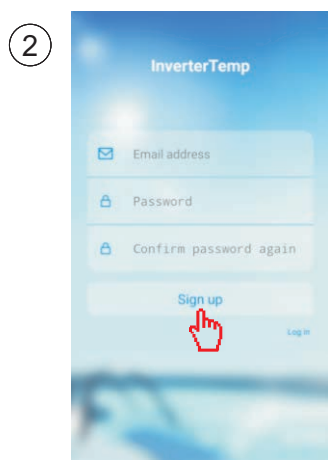 2
InverterTemp
Email address
Password
Confirm password again
Sign up
Log in